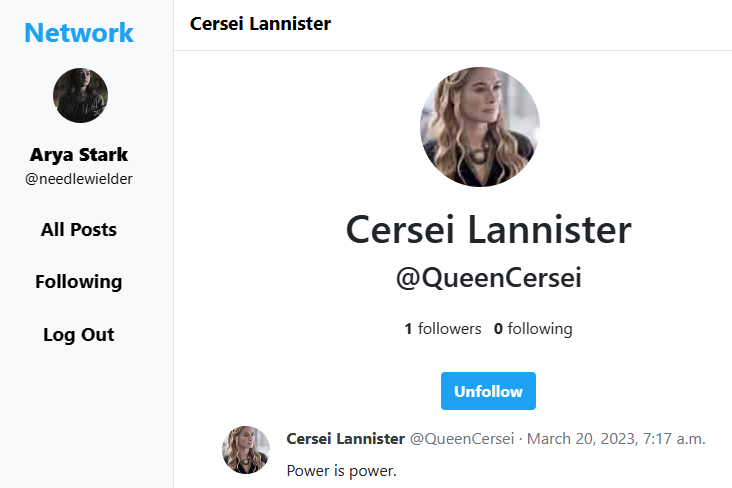 Network
Arya Stark
@needlewielder
All Posts
Following
Log Out
Cersei Lannister
Cersei Lannister
@QueenCersei
1 followers 0 following
Unfollow
Cersei Lannister @QueenCersei · March 20, 2023, 7:17 a.m.
Power is power.